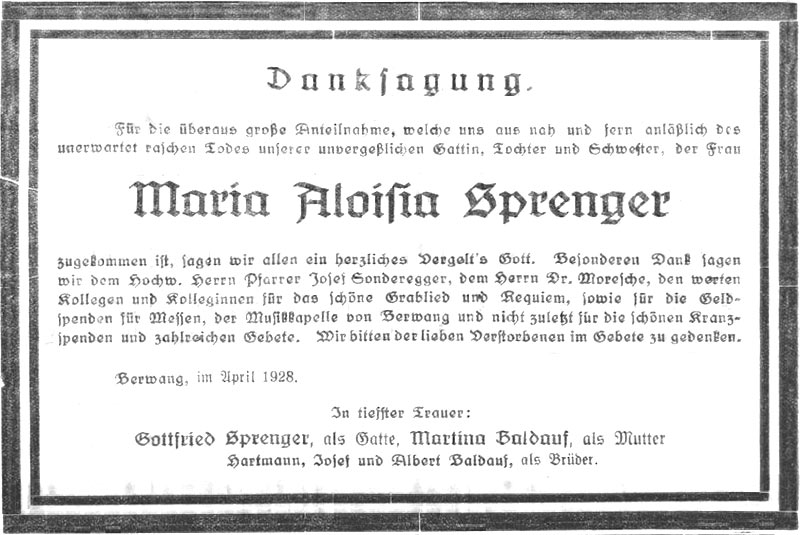 Danksagung.
Für die überaus große Anteilnahme, welche uns aus nah und fern anläßlich des
unerwartet raschen Todes unserer unvergeßlichen Gattin, Tochter und Schwester, der Frau
Maria Aloisia Sprenger
zugekommen ist, sagen wir allen ein herzliches Vergelt's Gott. Besonderen Dank sagen
wir dem Hochw. Herrn Pfarrer Josef Sonderegger, dem Herrn Dr. Moresche, den werten
Kollegen und Kolleginnen für das schöne Grablied und Requiem, sowie für die Geld-
spenden für Messen, der Musikkapelle von Berwang und nicht zuletzt für die schönen Kranz-
spenden und zahlreichen Gebete. Wir bitten der lieben Verstorbenen im Gebete zu gedenken.
Berwang, im April 1928.
In tiefster Trauer:
Gottfried Sprenger, als Gatte, Martina Baldauf, als Mutter
Hartmann, Josef und Albert Baldauf, als Brüder.